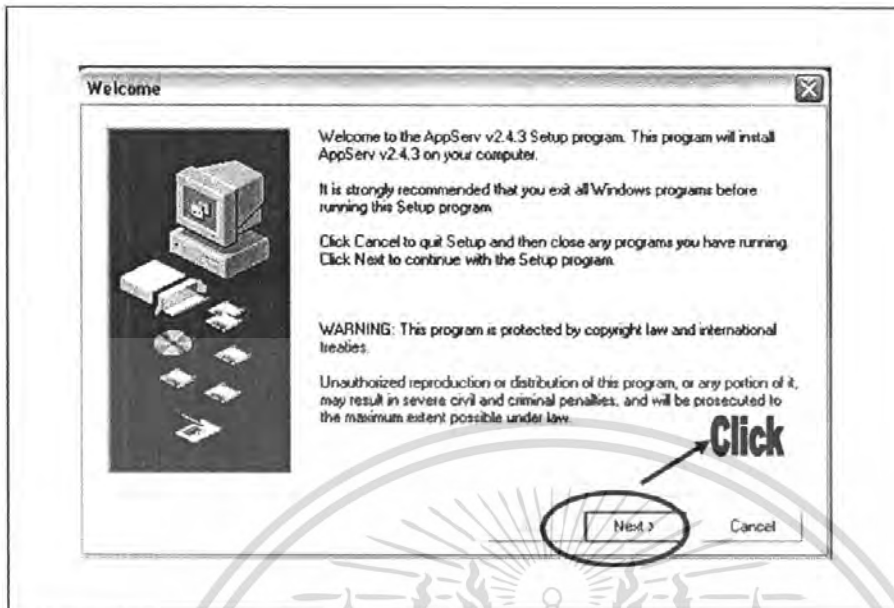 Welcome
Welcome to the AppServ v2.4.3 Setup program. This program will install
AppServ v2.4.3 on your computer.
It is strongly recommended that you exit all Windows programs before
running this Setup program
Click Cancel to quit Setup and then close any programs you have running.
Click Next to continue with the Setup program.
WARNING: This program is protected by copyright law and international
treaties.
Unauthorized reproduction or distribution of this program, or any portion of it,
may result in severe civil and criminal penalties, and will be prosecuted to
the maximum extent possible under law.
Click
Next >
Cancel